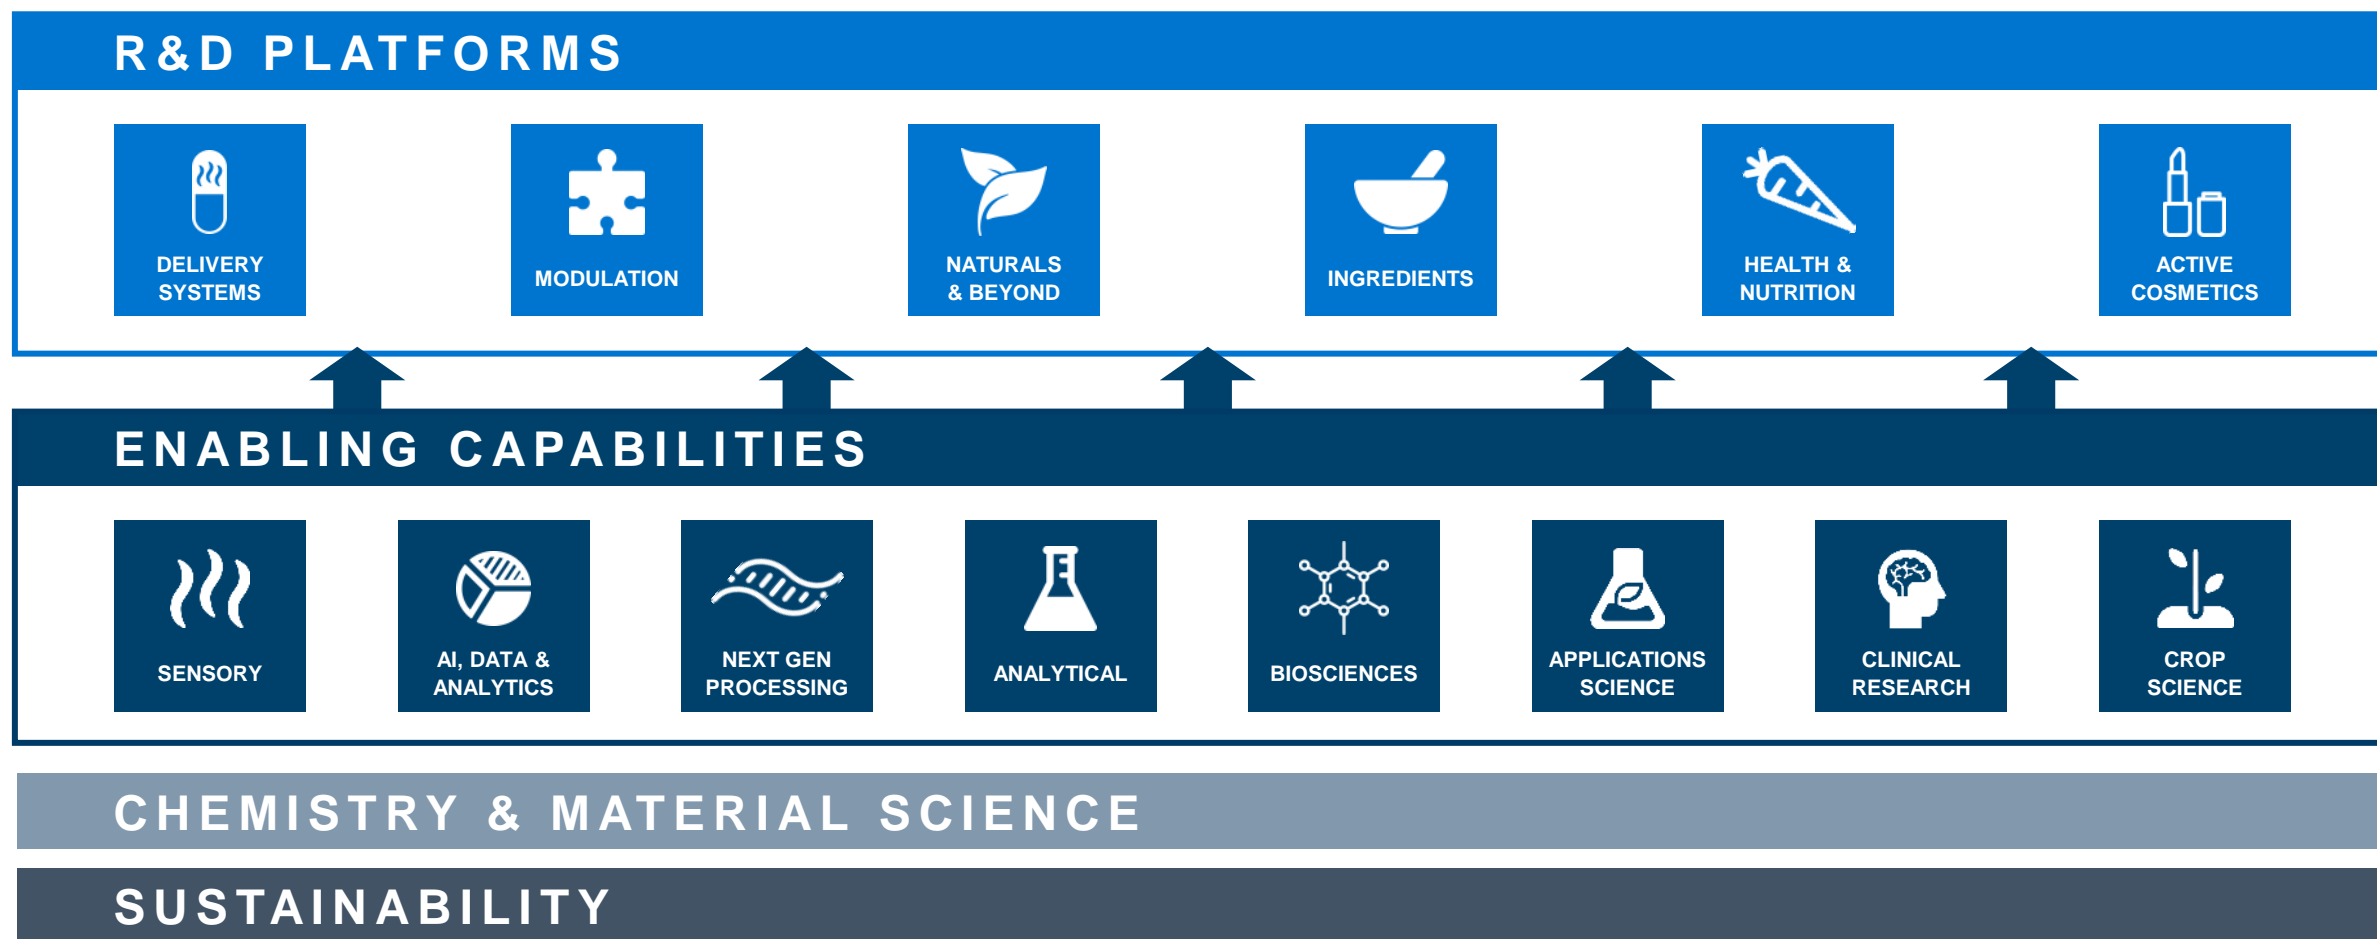 R&D PLATFORMS
DELIVERY
SYSTEMS
MODULATION
NATURALS
& BEYOND
INGREDIENTS
HEALTH &
NUTRITION
ACTIVE
COSMETICS
ENABLING CAPABILITIES
SENSORY
AI, DATA &
ANALYTICS
NEXT GEN
PROCESSING
ANALYTICAL
BIOSCIENCES
APPLICATIONS
SCIENCE
CLINICAL
RESEARCH
CROP
SCIENCE
CHEMISTRY & MATERIAL SCIENCE
SUSTAINABILITY